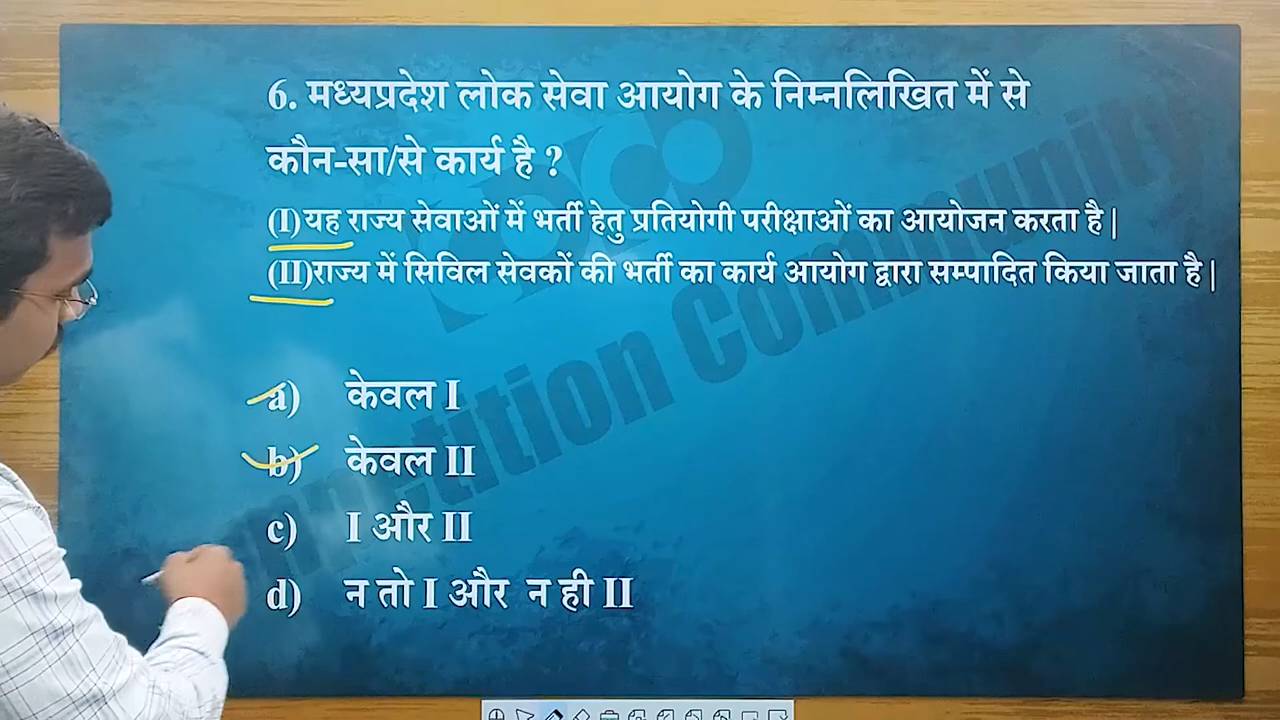 6. मध्यप्रदेश लोक सेवा आयोग के निम्नलिखित में से
कौन-सा/से कार्य है ?
(I) यह राज्य सेवाओं में भर्ती हेतु प्रतियोगी परीक्षाओं का आयोजन करता है |
(II)राज्य में सिविल सेवकों की भर्ती का कार्य आयोग द्वारा सम्पादित किया जाता है |
a) केवल I
b) केवल II
c) I और II
d) न तो I और न ही II